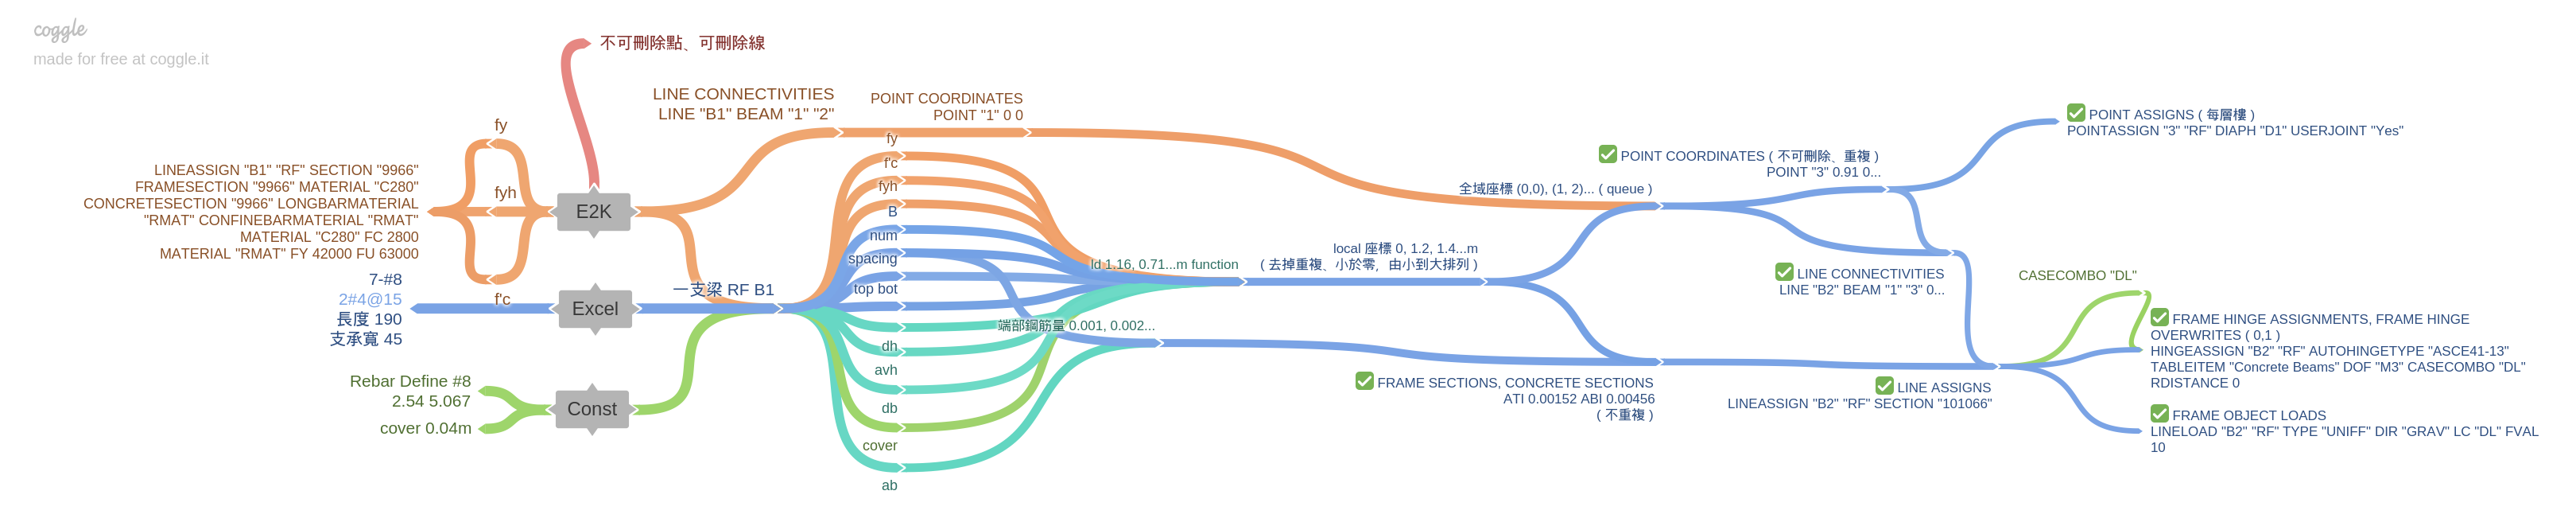 coggle
made for free at coggle.it
不可刪除點、可刪除線
LINE CONNECTIVITIES
LINE "B1" BEAM "1" "2"
POINT COORDINATES
POINT "1" 0 0
fy
fyh
f'c
LINEASSIGN "B1" "RF" SECTION "9966"
FRAMESECTION "9966" MATERIAL "C280"
CONCRETESECTION "9966" LONGBARMATERIAL
"RMAT" CONFINEBARMATERIAL "RMAT"
MATERIAL "C280" FC 2800
MATERIAL "RMAT" FY 42000 FU 63000
E2K
7-#8
2#4@15
長度 190
支承寬 45
Excel
Rebar Define #8
2.54 5.067
cover 0.04m
Const
一支梁 RF B1
fy
f'c
fyh
B
num
spacing
top bot
dh
avh
db
cover
ab
ld 1.16, 0.71...m function
端部鋼筋量 0.001, 0.002...
local 座標 0, 1.2, 1.4...m
( 去掉重複、小於零，由小到大排列 )
全域座標 (0,0), (1, 2)... ( queue )
✅ POINT COORDINATES ( 不可刪除、重複 )
POINT "3" 0.91 0...
✅ POINT ASSIGNS ( 每層樓 )
POINTASSIGN "3" "RF" DIAPH "D1" USERJOINT "Yes"
✅ LINE CONNECTIVITIES
LINE "B2" BEAM "1" "3" 0...
✅ FRAME SECTIONS, CONCRETE SECTIONS
ATI 0.00152 ABI 0.00456
( 不重複 )
✅ LINE ASSIGNS
LINEASSIGN "B2" "RF" SECTION "101066"
CASECOMBO "DL"
✅ FRAME HINGE ASSIGNMENTS, FRAME HINGE
OVERWRITES ( 0,1 )
HINGEASSIGN "B2" "RF" AUTOHINGETYPE "ASCE41-13"
TABLEITEM "Concrete Beams" DOF "M3" CASECOMBO "DL"
RDISTANCE 0
✅ FRAME OBJECT LOADS
LINELOAD "B2" "RF" TYPE "UNIFF" DIR "GRAV" LC "DL" FVAL
10